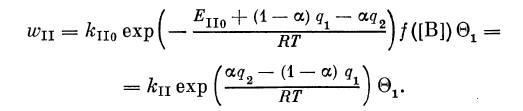 w_II = k_II0 exp(− (E_II0 + (1 − α) q_1 − αq_2) / RT) f([B]) Θ_1 =
= k_II exp((αq_2 − (1 − α) q_1) / RT) Θ_1.